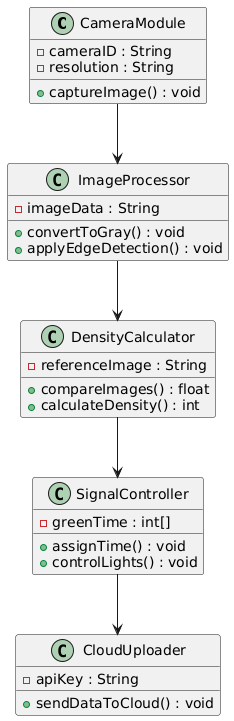 C CameraModule
cameraID : String
resolution : String
captureImage() : void
C ImageProcessor
imageData : String
convertToGray() : void
applyEdgeDetection() : void
C DensityCalculator
referenceImage : String
compareImages() : float
calculateDensity() : int
C SignalController
greenTime : int[]
assignTime() : void
controlLights() : void
C CloudUploader
apiKey : String
sendDataToCloud() : void